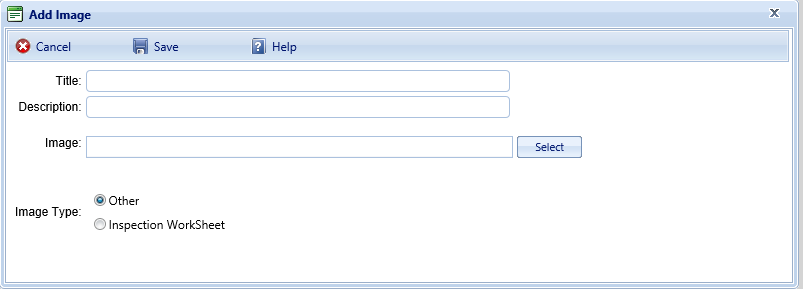 Add Image
Cancel Save Help
Title:
Description:
Image: Select
Other
Image Type:
Inspection WorkSheet